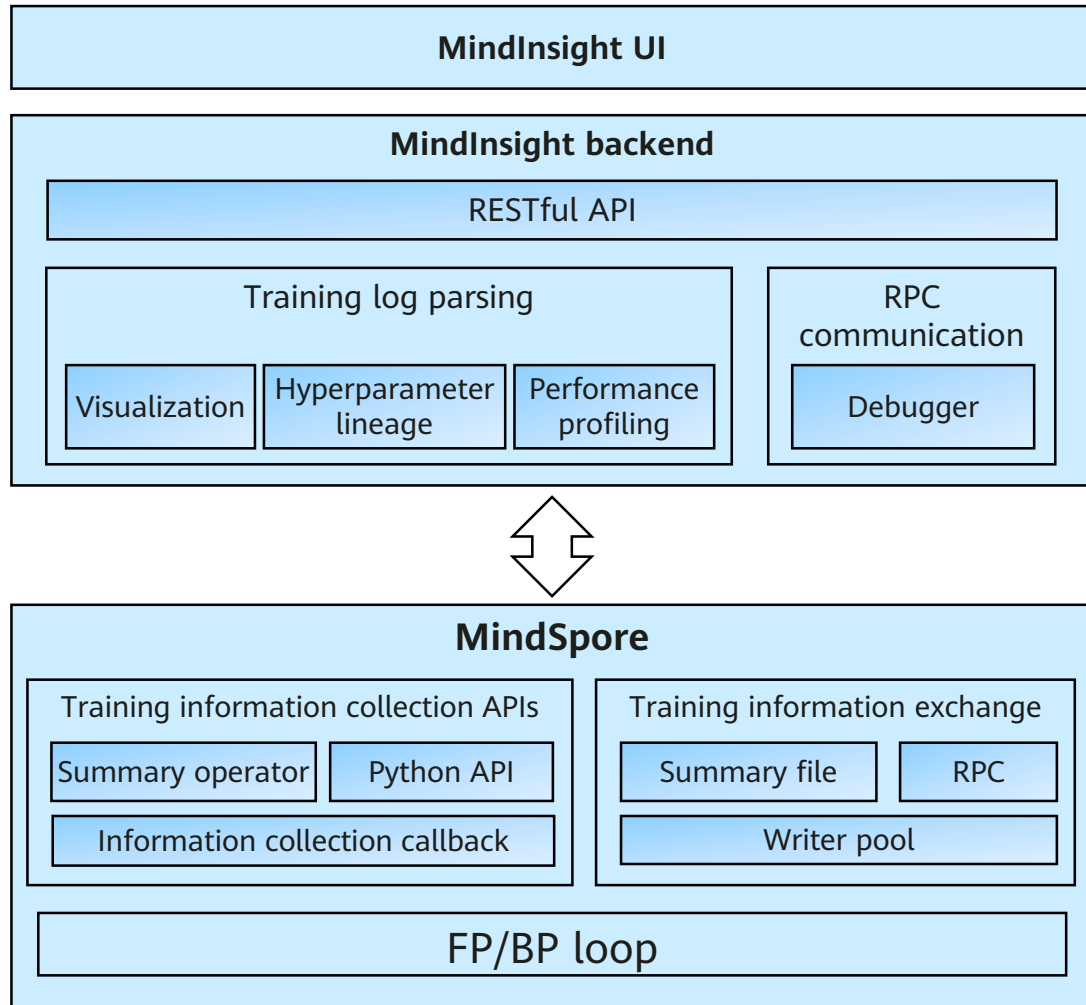 MindInsight UI
MindInsight backend
RESTful API
Training log parsing
Visualization
Hyperparameter
lineage
Performance
profiling
RPC
communication
Debugger
MindSpore
Training information collection APIs
Summary operator
Python API
Information collection callback
Training information exchange
Summary file
RPC
Writer pool
FP/BP loop